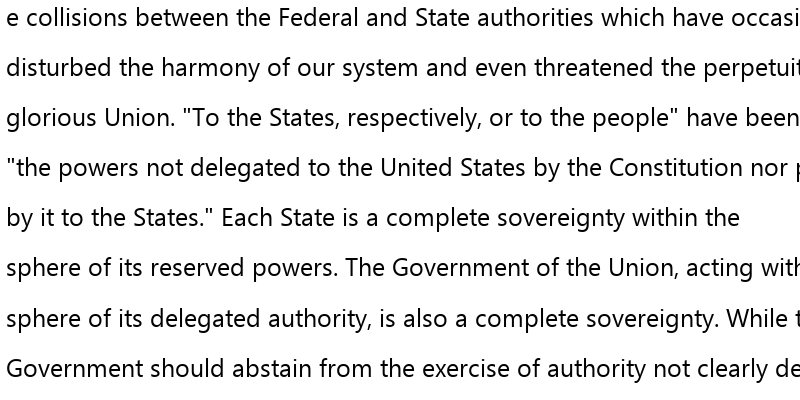 e collisions between the Federal and State authorities which have occasi
disturbed the harmony of our system and even threatened the perpetuit
glorious Union. "To the States, respectively, or to the people" have been
"the powers not delegated to the United States by the Constitution nor p
by it to the States." Each State is a complete sovereignty within the
sphere of its reserved powers. The Government of the Union, acting with
sphere of its delegated authority, is also a complete sovereignty. While t
Government should abstain from the exercise of authority not clearly de